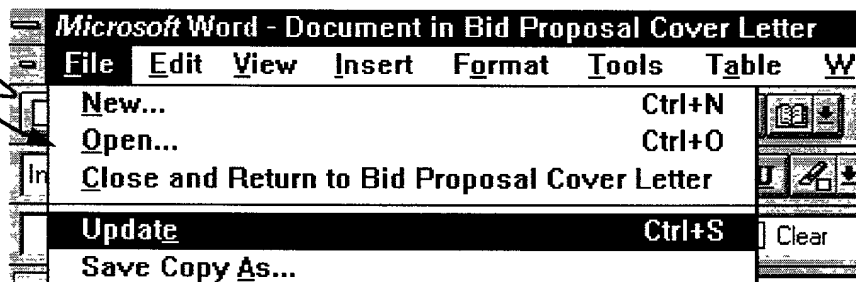 Microsoft Word - Document in Bid Proposal Cover Letter
File Edit View Insert Format Tools Table W
New... Ctrl+N
Open... Ctrl+O
In
Close and Return to Bid Proposal Cover Letter U
Update Ctrl+S Clear
Save Copy As...